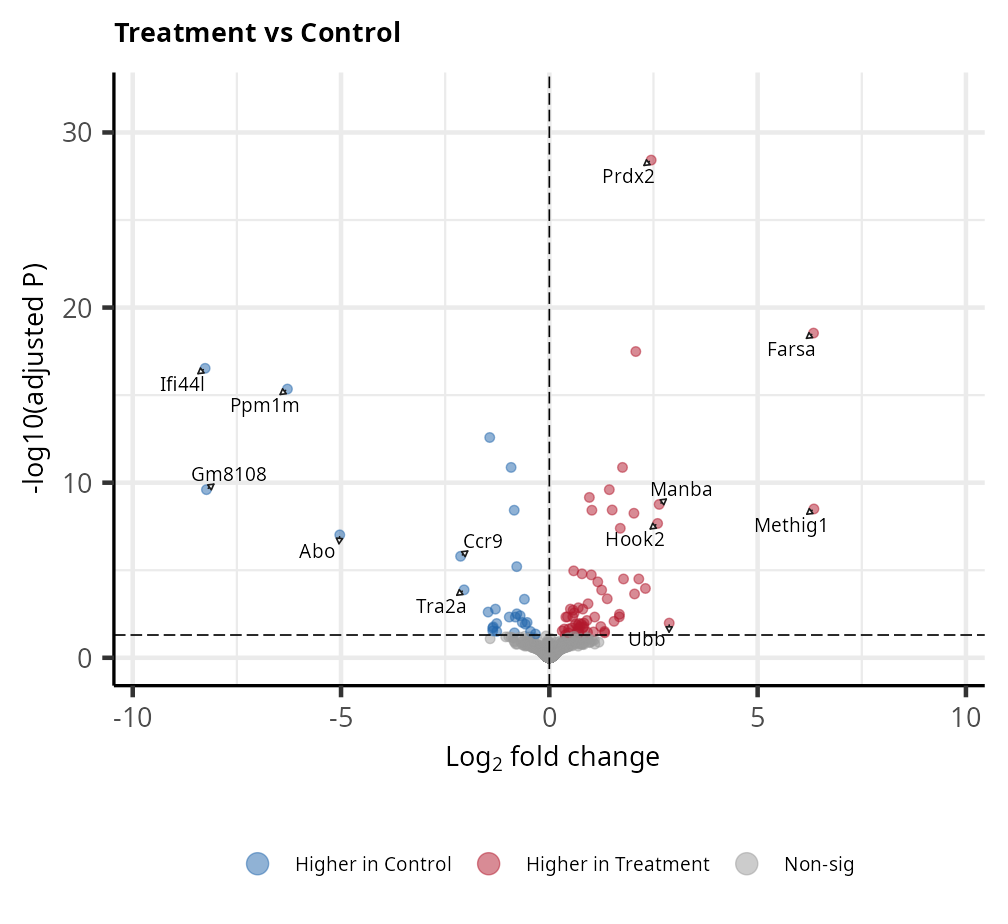 Treatment vs Control
30
20
10
0
-log10(adjusted P)
Prdx2
Farsa
Ifi44l
Ppm1m
Gm8108
Manba
Methig1
Hook2
Ccr9
Abo
Tra2a
Ubb
-10
-5
0
5
10
Log2 fold change
Higher in Control
Higher in Treatment
Non-sig